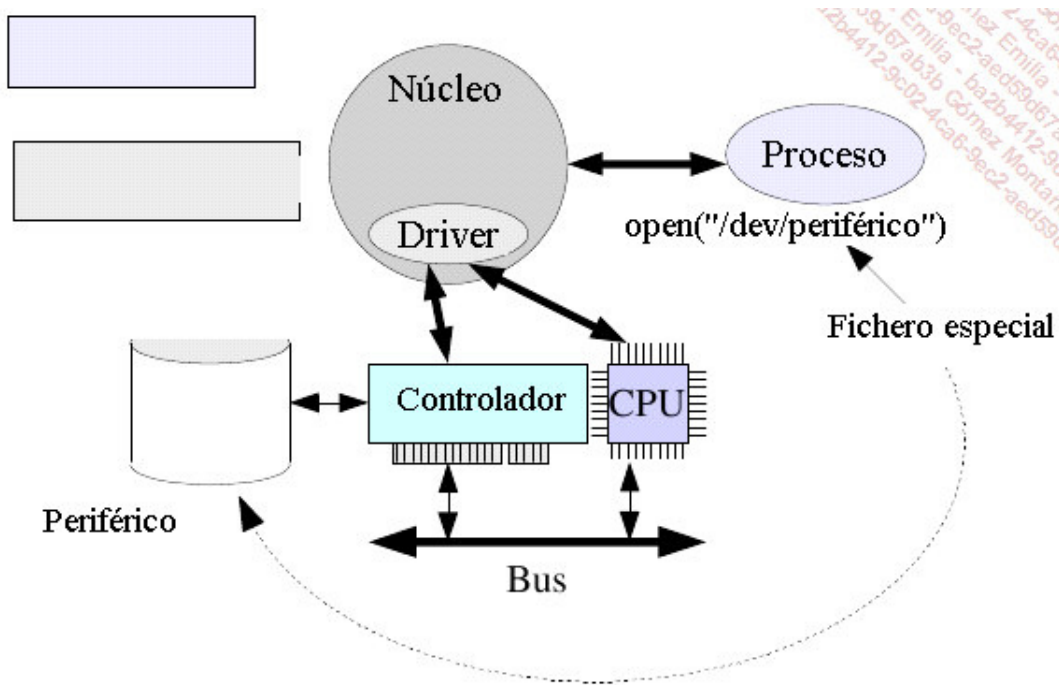 Núcleo
Proceso
Driver
open("/dev/periférico")
Fichero especial
Controlador
CPU
Periférico
Bus